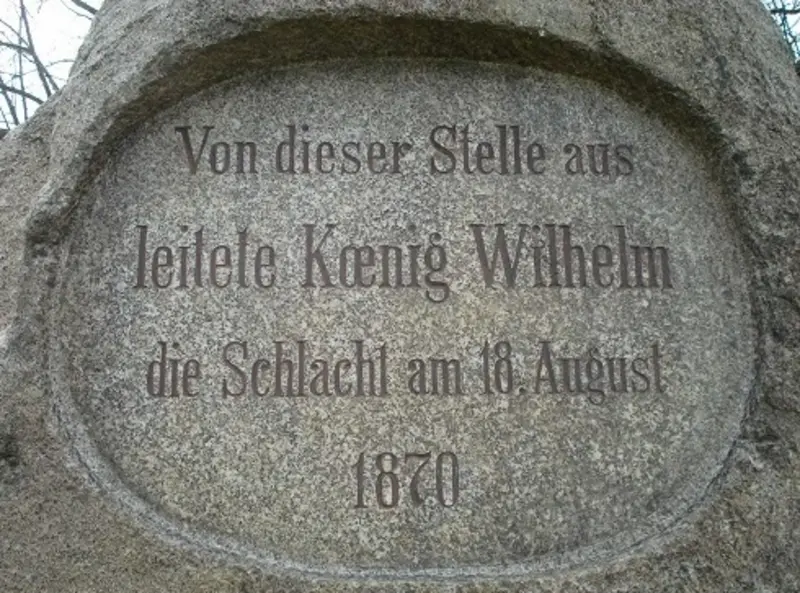 Von dieser Stelle aus
leitete Kœnig Wilhelm
die Schlacht am 18. August
1870